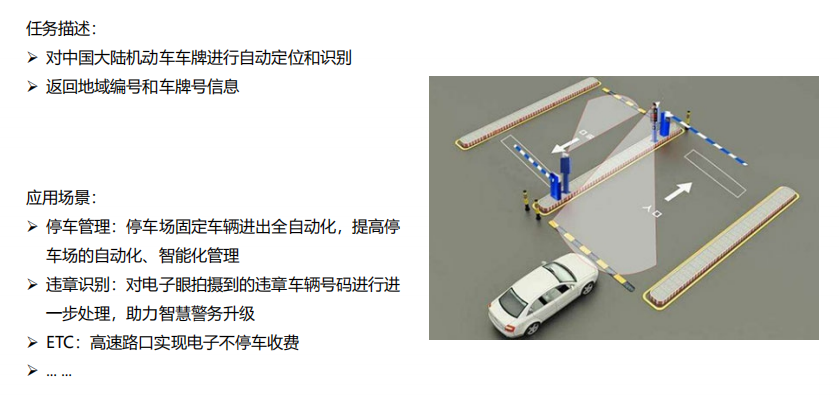 任务描述：
➢ 对中国大陆机动车车牌进行自动定位和识别
➢ 返回地域编号和车牌号信息
应用场景：
➢ 停车管理：停车场固定车辆进出全自动化，提高停
车场的自动化、智能化管理
➢ 违章识别：对电子眼拍摄到的违章车辆号码进行进
一步处理，助力智慧警务升级
➢ ETC：高速路口实现电子不停车收费
➢ ... ...